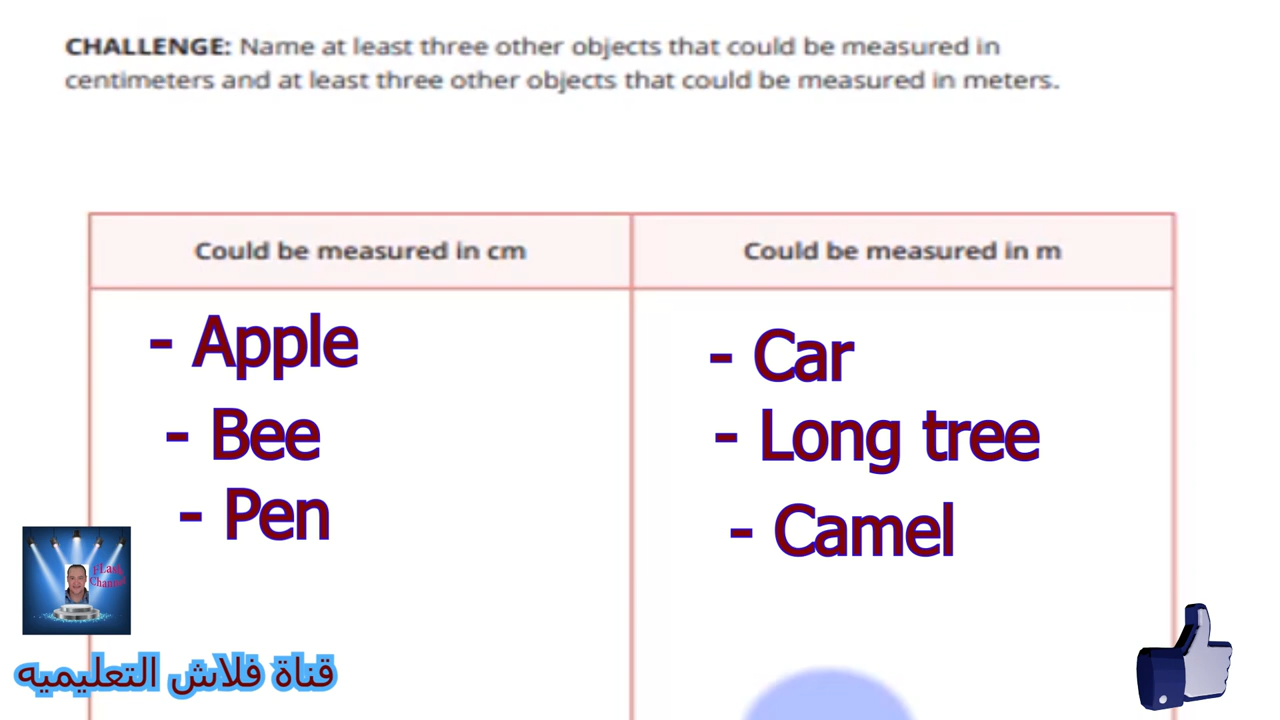 CHALLENGE: Name at least three other objects that could be measured in
centimeters and at least three other objects that could be measured in meters.
Could be measured in cm
Could be measured in m
- Apple
- Bee
- Pen
- Car
- Long tree
- Camel
FLash
Channel
قناة فلاش التعليميه